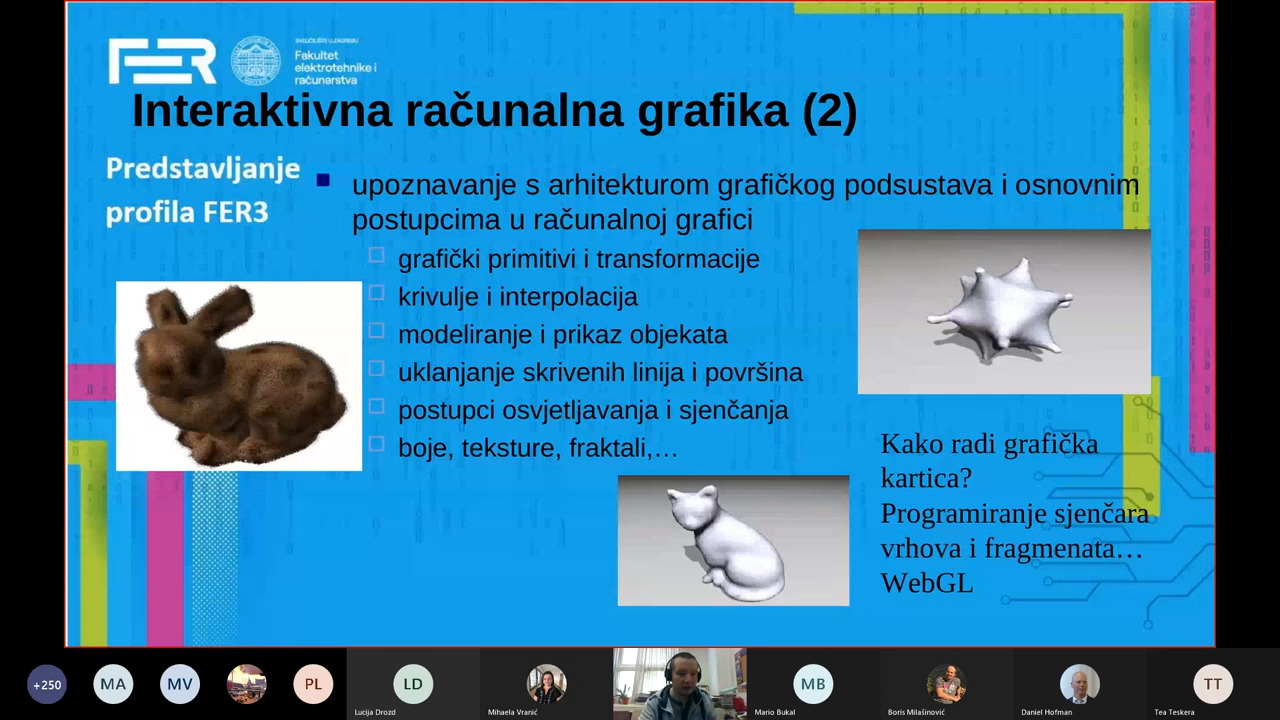 FER
SVEUČILIŠTE U ZAGREBU
Fakultet
elektrotehnike i
računarstva
Interaktivna računalna grafika (2)
Predstavljanje
profila FER3
upoznavanje s arhitekturom grafičkog podsustava i osnovnim
postupcima u računalnoj grafici
grafički primitivi i transformacije
krivulje i interpolacija
modeliranje i prikaz objekata
uklanjanje skrivenih linija i površina
postupci osvjetljavanja i sjenčanja
boje, teksture, fraktali,…
Kako radi grafička
kartica?
Programiranje sjenčara
vrhova i fragmenata…
WebGL
+250
MA
MV
PL
LD
MB
TT
Lucija Drozd
Mihaela Vranić
Mario Bukal
Boris Milašinović
Daniel Hofman
Tea Teskera